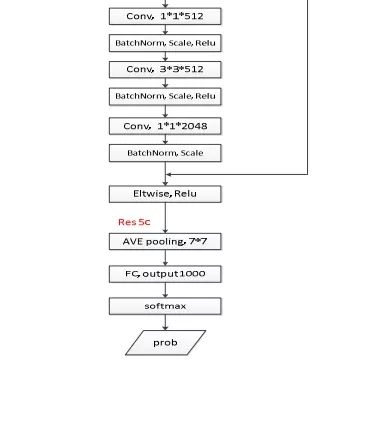 Conv, 1*1*512
BatchNorm, Scale, Relu
Conv, 3*3*512
BatchNorm, Scale, Relu
Conv, 1*1*2048
BatchNorm, Scale
Eltwise, Relu
Res 5c
AVE pooling, 7*7
FC, output1000
softmax
prob